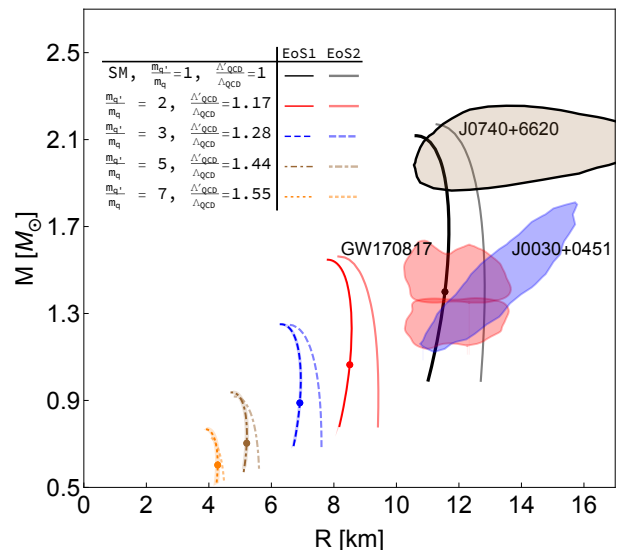 EoS1 EoS2
SM, m_q'/m_q=1, Λ'_QCD/Λ_QCD=1
m_q'/m_q = 2, Λ'_QCD/Λ_QCD=1.17
m_q'/m_q = 3, Λ'_QCD/Λ_QCD=1.28
m_q'/m_q = 5, Λ'_QCD/Λ_QCD=1.44
m_q'/m_q = 7, Λ'_QCD/Λ_QCD=1.55
J0740+6620
GW170817 J0030+0451
M [M⊙]
2.5
2.1
1.7
1.3
0.9
0.5
0 2 4 6 8 10 12 14 16
R [km]